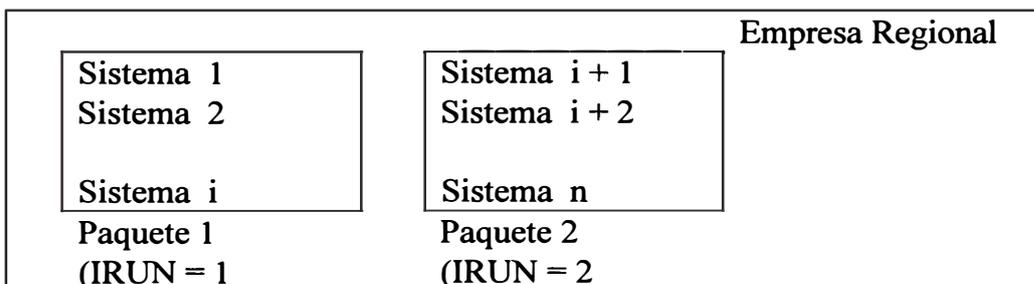 Empresa Regional
Sistema 1
Sistema 2
Sistema i
Paquete 1
(IRUN = 1
Sistema i + 1
Sistema i + 2
Sistema n
Paquete 2
(IRUN = 2